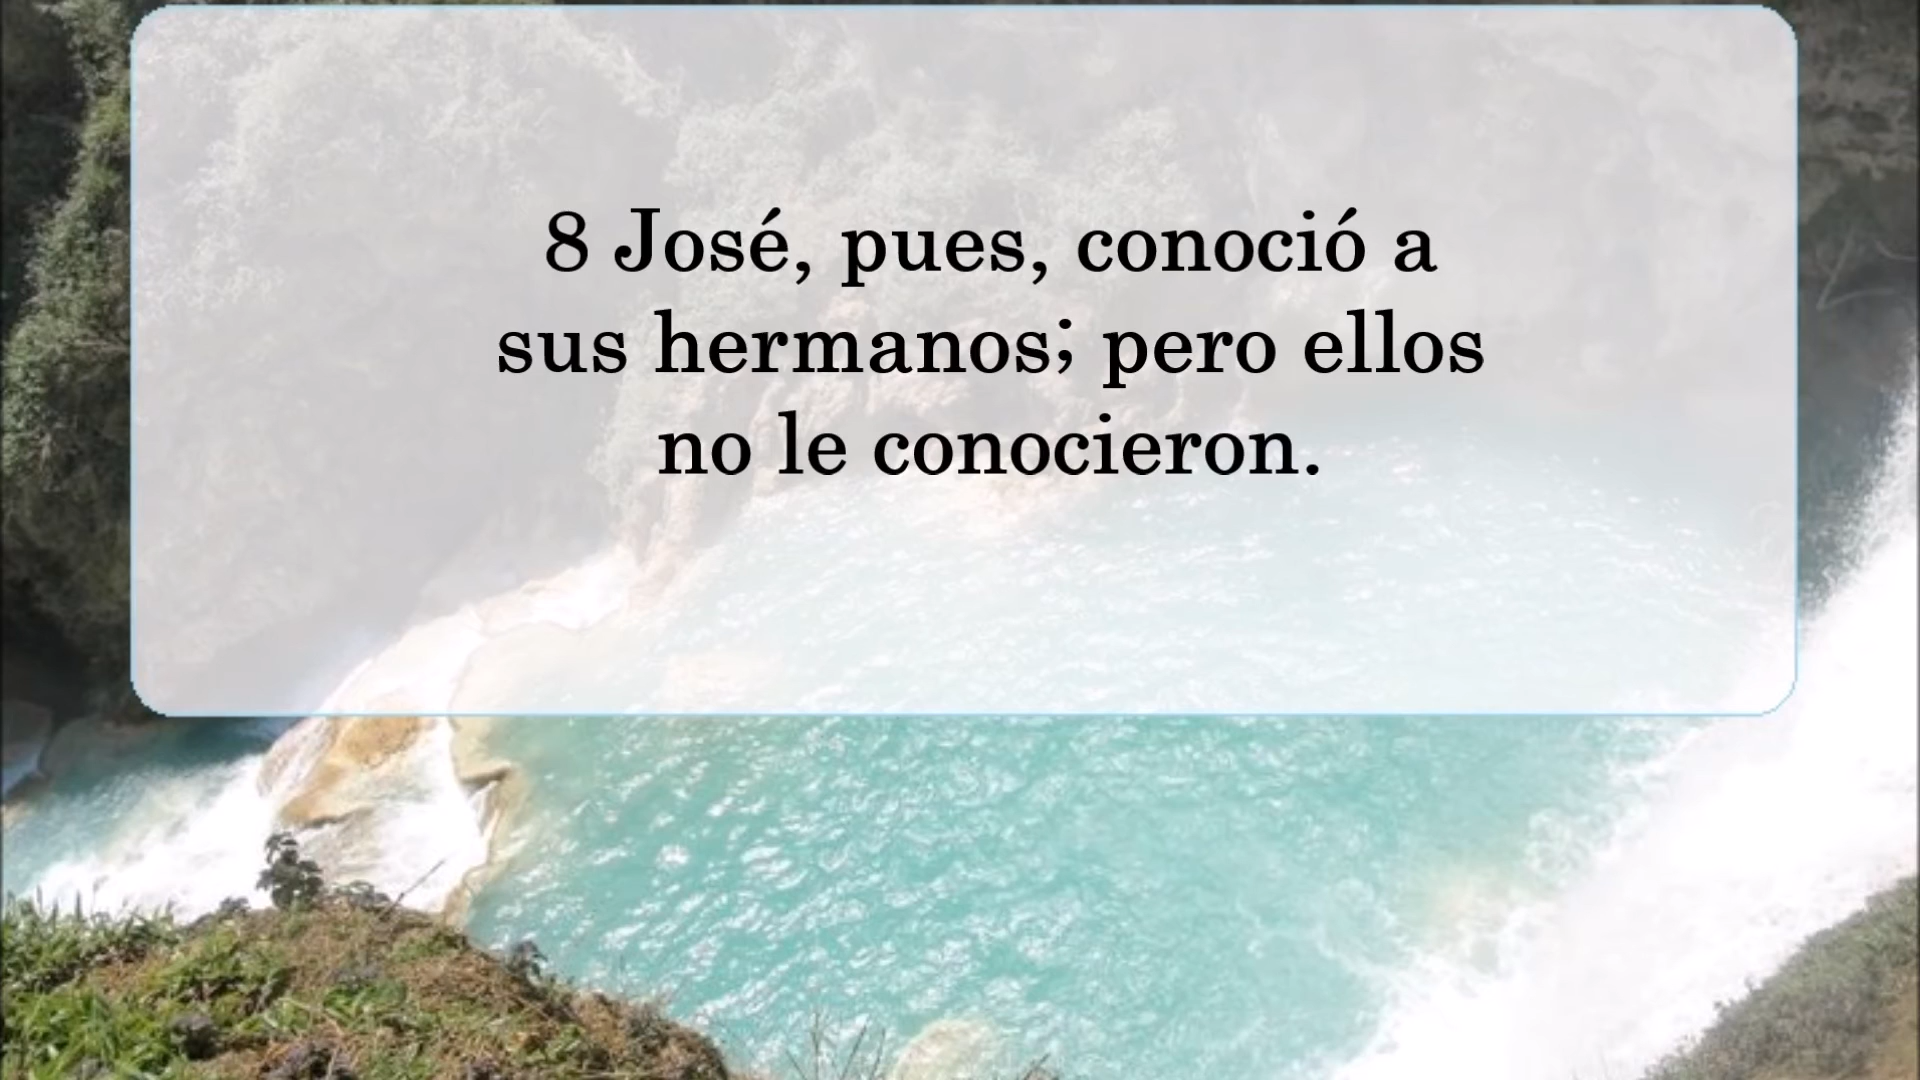 8 José, pues, conoció a
sus hermanos; pero ellos
no le conocieron.